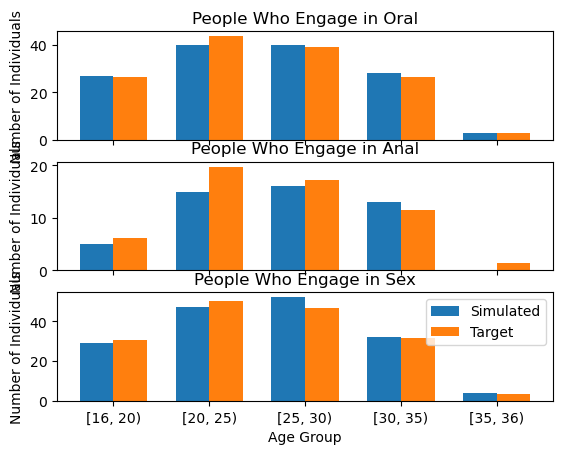 People Who Engage in Oral
Number of Individuals
40
20
0
People Who Engage in Anal
Number of Individuals
20
10
0
People Who Engage in Sex
Number of Individuals
40
20
0
Simulated
Target
[16, 20)
[20, 25)
[25, 30)
[30, 35)
[35, 36)
Age Group